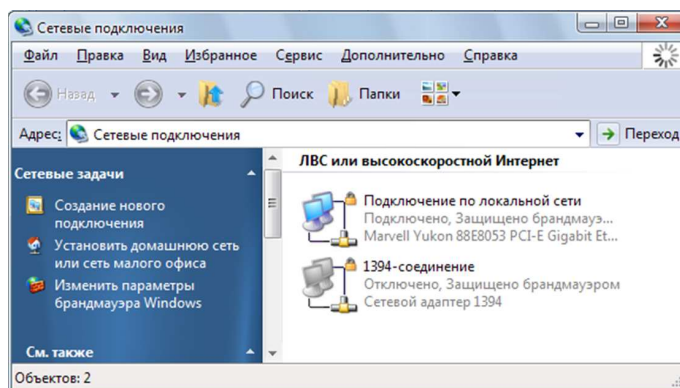 Сетевые подключения
Файл Правка Вид Избранное Сервис Дополнительно Справка
Назад Поиск Папки
Адрес: Сетевые подключения Переход
Сетевые задачи
Создание нового
подключения
Установить домашнюю сеть
или сеть малого офиса
Изменить параметры
брандмауэра Windows
См. также
ЛВС или высокоскоростной Интернет
Подключение по локальной сети
Подключено, Защищено брандмауэ...
Marvell Yukon 88E8053 PCI-E Gigabit Et...
1394-соединение
Отключено, Защищено брандмауэром
Сетевой адаптер 1394
Объектов: 2